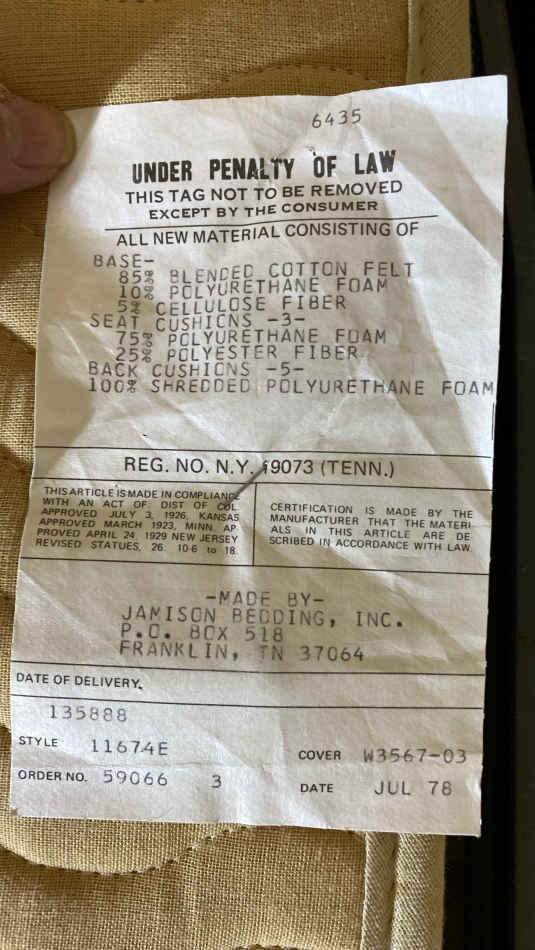 6435
UNDER PENALTY OF LAW
THIS TAG NOT TO BE REMOVED
EXCEPT BY THE CONSUMER
ALL NEW MATERIAL CONSISTING OF
BASE-
85% BLENDED COTTON FELT
10% POLYURETHANE FOAM
5% CELLULOSE FIBER
SEAT CUSHIONS -3-
75% POLYURETHANE FOAM
25% POLYESTER FIBER
BACK CUSHIONS -5-
100% SHREDDED POLYURETHANE FOAM
REG. NO. N.Y. 19073 (TENN.)
THIS ARTICLE IS MADE IN COMPLIANCE
WITH AN ACT OF DIST OF COL
APPROVED JULY 3, 1926, KANSAS
APPROVED MARCH 1923, MINN. AP
PROVED APRIL 24, 1929 NEW JERSEY
REVISED STATUES, 26: 10-6 to 18.
CERTIFICATION IS MADE BY THE
MANUFACTURER THAT THE MATERI-
ALS IN THIS ARTICLE ARE DE-
SCRIBED IN ACCORDANCE WITH LAW.
-MADE BY-
JAMISON BEDDING, INC.
P.O. BOX 518
FRANKLIN, TN 37064
DATE OF DELIVERY
135888
STYLE 11674E COVER W3567-03
ORDER NO. 59066 3 DATE JUL 78